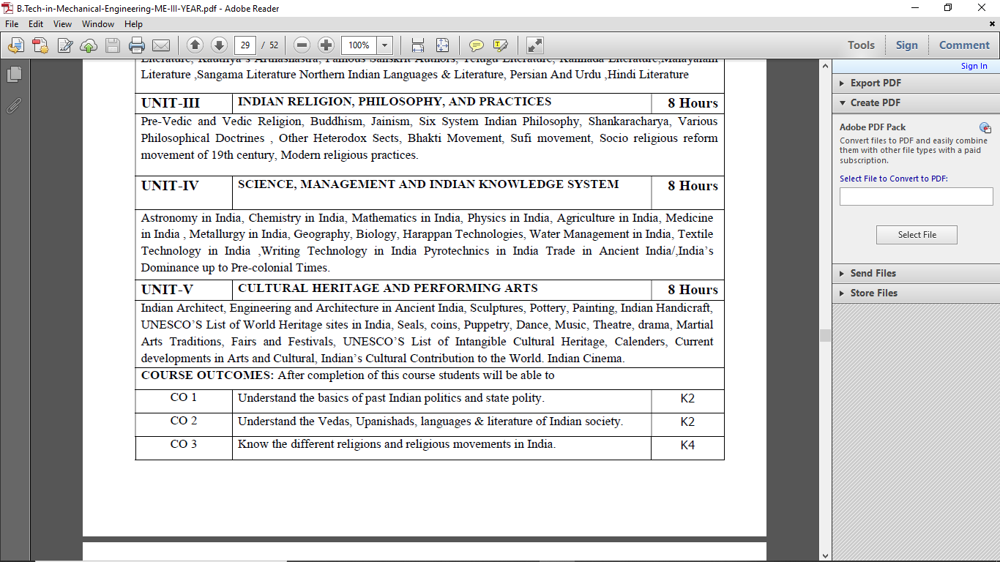 B.Tech-in-Mechanical-Engineering-ME-III-YEAR.pdf - Adobe Reader
File Edit View Window Help
29 / 52 100% Tools Sign Comment
Sign In
Export PDF
Create PDF
Adobe PDF Pack
Convert files to PDF and easily combine
them with other file types with a paid
subscription.
Select File to Convert to PDF:
Select File
Send Files
Store Files
Literature, Kautilya's Arthashastra, Famous Sanskrit Authors, Telugu Literature, Kannada Literature,Malayalam
Literature ,Sangama Literature Northern Indian Languages & Literature, Persian And Urdu ,Hindi Literature
UNIT-III INDIAN RELIGION, PHILOSOPHY, AND PRACTICES 8 Hours
Pre-Vedic and Vedic Religion, Buddhism, Jainism, Six System Indian Philosophy, Shankaracharya, Various
Philosophical Doctrines , Other Heterodox Sects, Bhakti Movement, Sufi movement, Socio religious reform
movement of 19th century, Modern religious practices.
UNIT-IV SCIENCE, MANAGEMENT AND INDIAN KNOWLEDGE SYSTEM 8 Hours
Astronomy in India, Chemistry in India, Mathematics in India, Physics in India, Agriculture in India, Medicine
in India , Metallurgy in India, Geography, Biology, Harappan Technologies, Water Management in India, Textile
Technology in India ,Writing Technology in India Pyrotechnics in India Trade in Ancient India/,India's
Dominance up to Pre-colonial Times.
UNIT-V CULTURAL HERITAGE AND PERFORMING ARTS 8 Hours
Indian Architect, Engineering and Architecture in Ancient India, Sculptures, Pottery, Painting, Indian Handicraft,
UNESCO'S List of World Heritage sites in India, Seals, coins, Puppetry, Dance, Music, Theatre, drama, Martial
Arts Traditions, Fairs and Festivals, UNESCO'S List of Intangible Cultural Heritage, Calenders, Current
developments in Arts and Cultural, Indian's Cultural Contribution to the World. Indian Cinema.
COURSE OUTCOMES: After completion of this course students will be able to
CO 1 Understand the basics of past Indian politics and state polity. K2
CO 2 Understand the Vedas, Upanishads, languages & literature of Indian society. K2
CO 3 Know the different religions and religious movements in India. K4